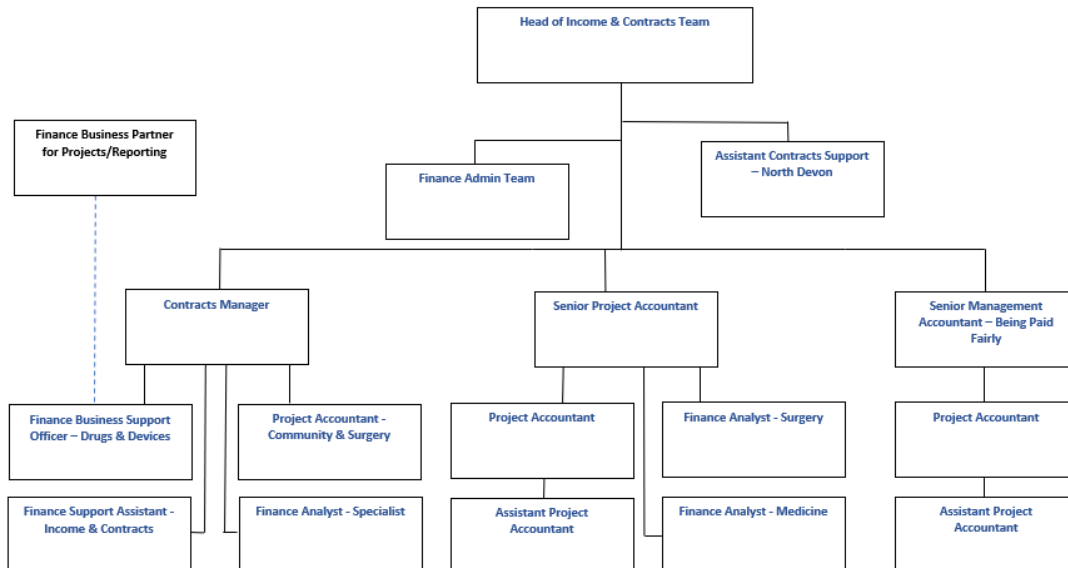 Head of Income & Contracts Team
Finance Business Partner
for Projects/Reporting
Finance Admin Team
Assistant Contracts Support
– North Devon
Contracts Manager
Senior Project Accountant
Senior Management
Accountant – Being Paid
Fairly
Finance Business Support
Officer – Drugs & Devices
Project Accountant -
Community & Surgery
Project Accountant
Finance Analyst - Surgery
Project Accountant
Finance Support Assistant -
Income & Contracts
Finance Analyst - Specialist
Assistant Project
Accountant
Finance Analyst - Medicine
Assistant Project
Accountant